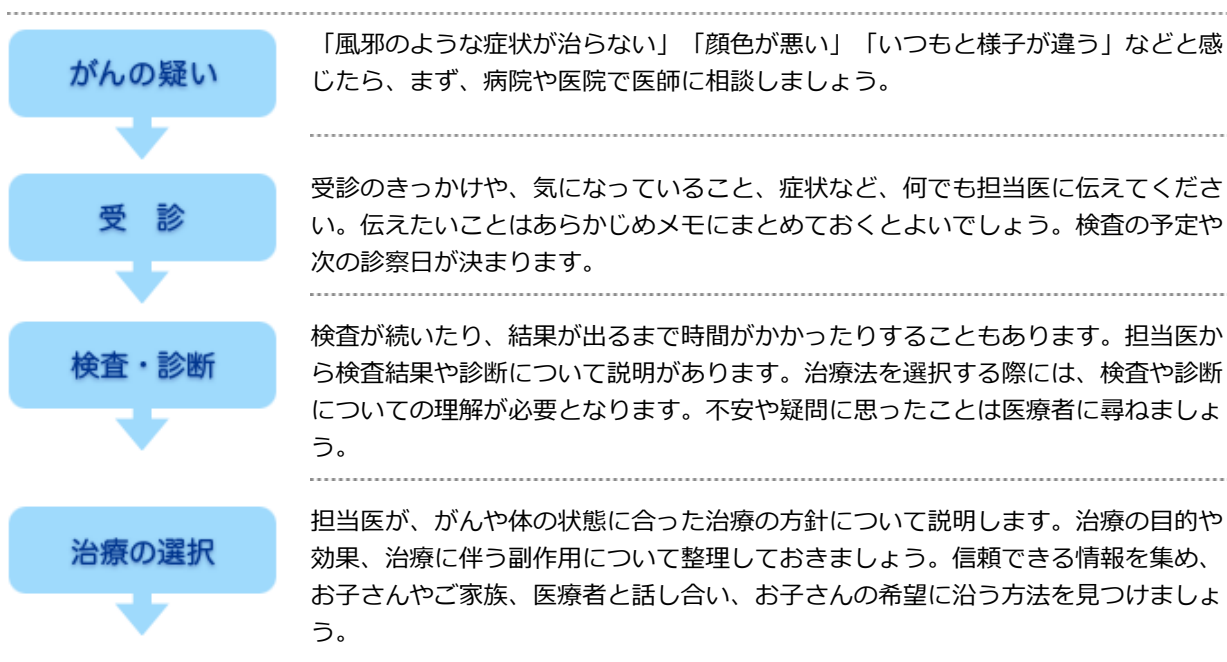 がんの疑い
「風邪のような症状が治らない」「顔色が悪い」「いつもと様子が違う」などと感
じたら、まず、病院や医院で医師に相談しましょう。
受　診
受診のきっかけや、気になっていること、症状など、何でも担当医に伝えてくださ
い。伝えたいことはあらかじめメモにまとめておくとよいでしょう。検査の予定や
次の診察日が決まります。
検査・診断
検査が続いたり、結果が出るまで時間がかかったりすることもあります。担当医か
ら検査結果や診断について説明があります。治療法を選択する際には、検査や診断
についての理解が必要となります。不安や疑問に思ったことは医療者に尋ねましょ
う。
治療の選択
担当医が、がんや体の状態に合った治療の方針について説明します。治療の目的や
効果、治療に伴う副作用について整理しておきましょう。信頼できる情報を集め、
お子さんやご家族、医療者と話し合い、お子さんの希望に沿う方法を見つけましょ
う。